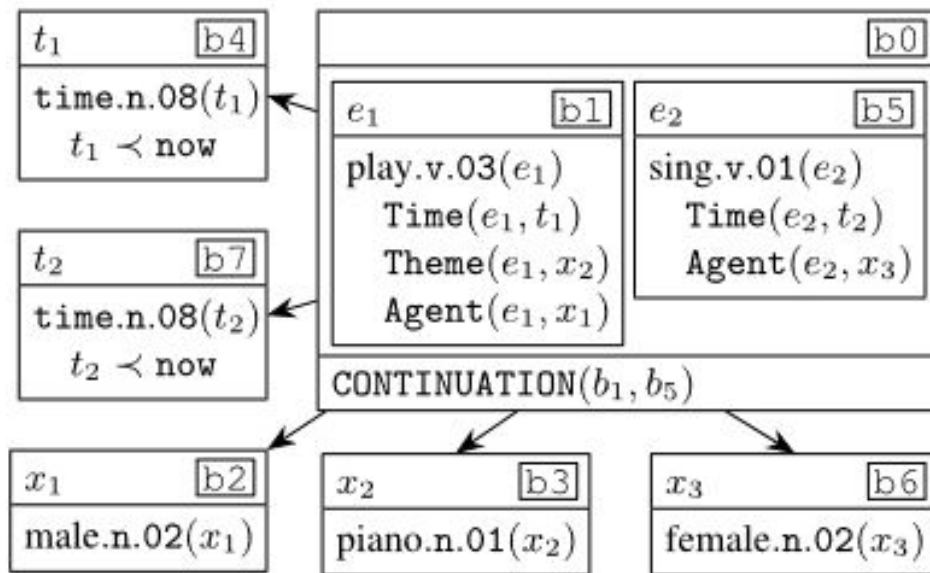 t₁ b4
time.n.08(t₁)
t₁ ≺ now
t₂ b7
time.n.08(t₂)
t₂ ≺ now
b0
e₁ b1
play.v.03(e₁)
Time(e₁, t₁)
Theme(e₁, x₂)
Agent(e₁, x₁)
e₂ b5
sing.v.01(e₂)
Time(e₂, t₂)
Agent(e₂, x₃)
CONTINUATION(b₁, b₅)
x₁ b2
male.n.02(x₁)
x₂ b3
piano.n.01(x₂)
x₃ b6
female.n.02(x₃)